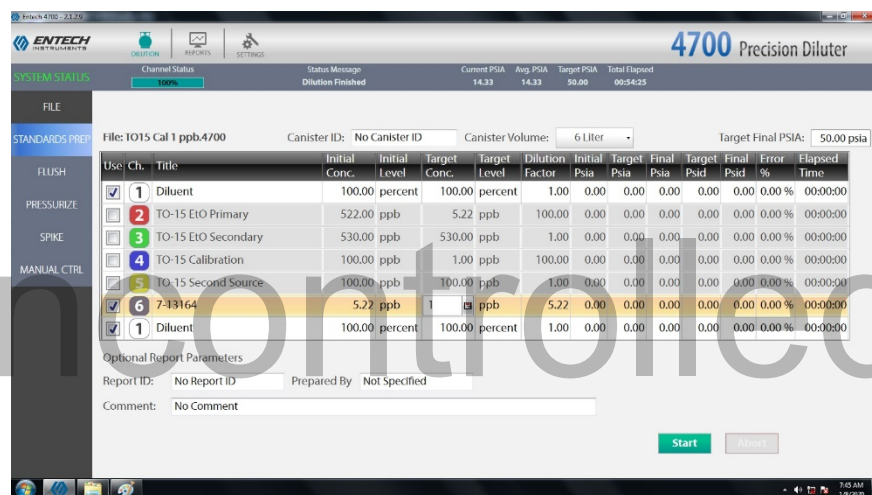 Entech 4700 - 2.1.2.9
ENTECH
INSTRUMENTS
DILUTION REPORTS SETTINGS
4700 Precision Diluter
SYSTEM STATUS
Channel Status Status Message Current PSIA Avg. PSIA Target PSIA Total Elapsed
100% Dilution Finished 14.33 14.33 50.00 00:54:25
FILE
STANDARDS PREP
FLUSH
PRESSURIZE
SPIKE
MANUAL CTRL
File: TO15 Cal 1 ppb.4700 Canister ID: No Canister ID Canister Volume: 6 Liter Target Final PSIA: 50.00 psia
Use Ch. Title Initial Conc. Initial Level Target Conc. Target Level Dilution Factor Initial Psia Target Psia Final Psia Target Psid Final Psid Error % Elapsed Time
1 Diluent 100.00 percent 100.00 percent 1.00 0.00 0.00 0.00 0.00 0.00 0.00 % 00:00:00
2 TO-15 EtO Primary 522.00 ppb 5.22 ppb 100.00 0.00 0.00 0.00 0.00 0.00 0.00 % 00:00:00
3 TO-15 EtO Secondary 530.00 ppb 530.00 ppb 1.00 0.00 0.00 0.00 0.00 0.00 0.00 % 00:00:00
4 TO-15 Calibration 100.00 ppb 1.00 ppb 100.00 0.00 0.00 0.00 0.00 0.00 0.00 % 00:00:00
5 TO-15 Second Source 100.00 ppb 100.00 ppb 1.00 0.00 0.00 0.00 0.00 0.00 0.00 % 00:00:00
6 7-13164 5.22 ppb 1 ppb 5.22 0.00 0.00 0.00 0.00 0.00 0.00 % 00:00:00
1 Diluent 100.00 percent 100.00 percent 1.00 0.00 0.00 0.00 0.00 0.00 0.00 % 00:00:00
Optional Report Parameters
Report ID: No Report ID Prepared By Not Specified
Comment: No Comment
Start Abort
7:45 AM
1/8/2020
ncontrolled